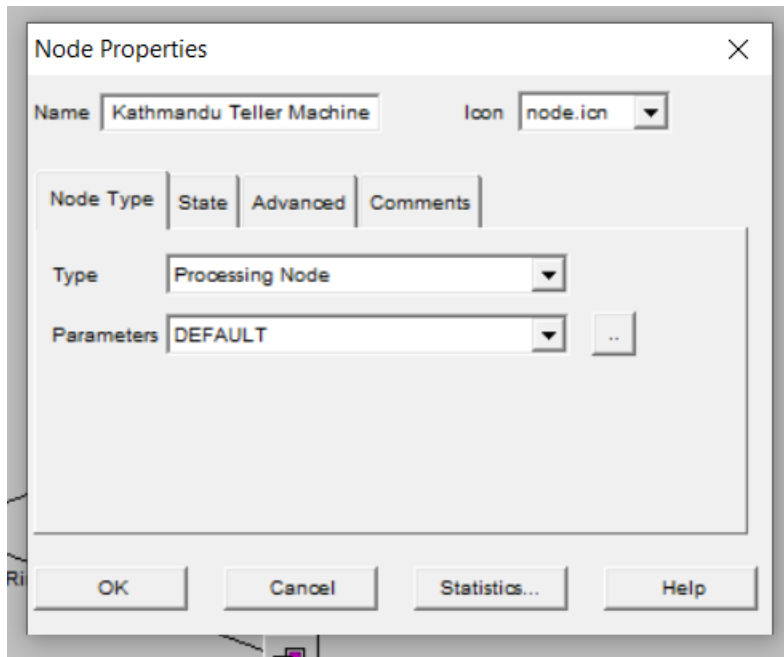 Node Properties
Name Kathmandu Teller Machine Icon node.icn
Node Type State Advanced Comments
Type Processing Node
Parameters DEFAULT ..
Ri
OK Cancel Statistics... Help